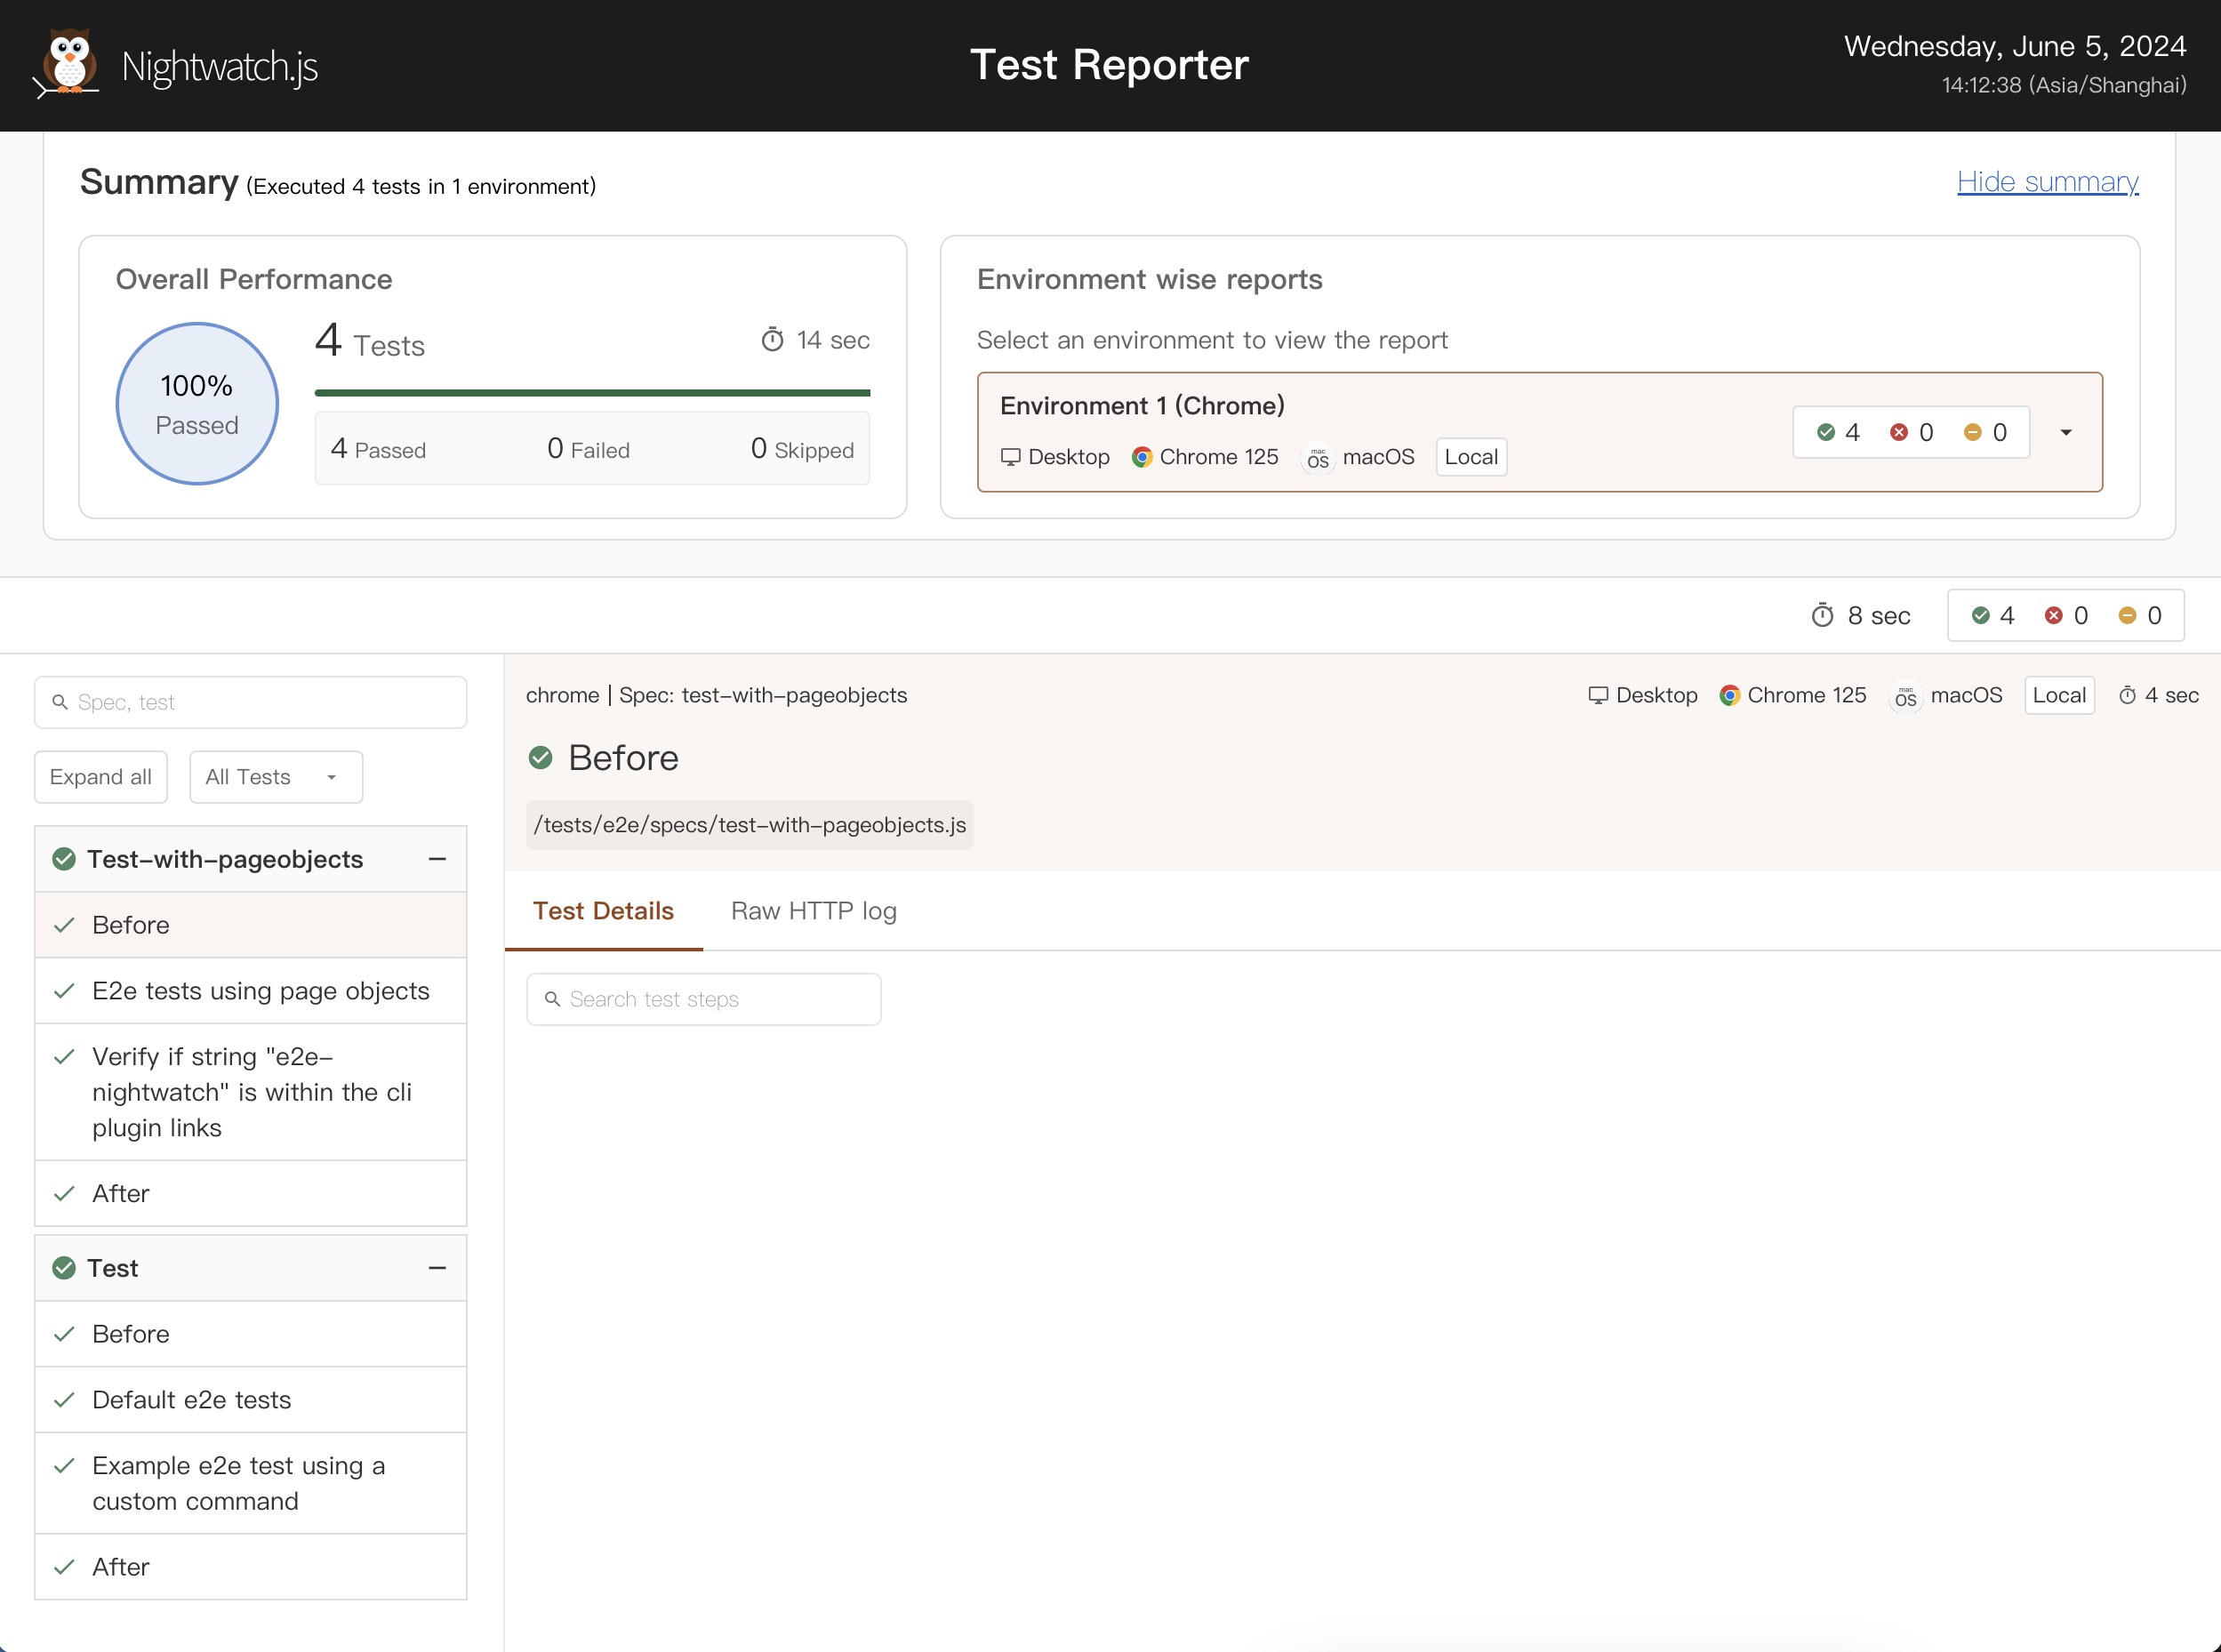 Nightwatch.js
Test Reporter
Wednesday, June 5, 2024
14:12:38 (Asia/Shanghai)
Summary (Executed 4 tests in 1 environment)
Hide summary
Overall Performance
100%
Passed
4 Tests
14 sec
4 Passed
0 Failed
0 Skipped
Environment wise reports
Select an environment to view the report
Environment 1 (Chrome)
Desktop
Chrome 125
mac
OS
macOS
Local
4
0
0
8 sec
4
0
0
Spec, test
Expand all
All Tests
Test-with-pageobjects
Before
E2e tests using page objects
Verify if string "e2e-
nightwatch" is within the cli
plugin links
After
Test
Before
Default e2e tests
Example e2e test using a
custom command
After
chrome | Spec: test-with-pageobjects
Desktop
Chrome 125
mac
OS
macOS
Local
4 sec
Before
/tests/e2e/specs/test-with-pageobjects.js
Test Details
Raw HTTP log
Search test steps